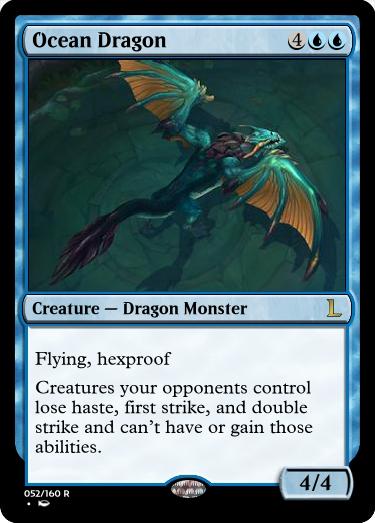 Ocean Dragon 4
Creature — Dragon Monster L
Flying, hexproof
Creatures your opponents control
lose haste, first strike, and double
strike and can't have or gain those
abilities.
4/4
052/160 R